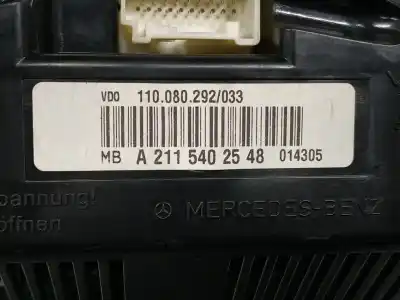 VDO 110.080.292/033
MB A 211 540 25 48 014305
pannung!
öffnen
MERCEDES-BENZ